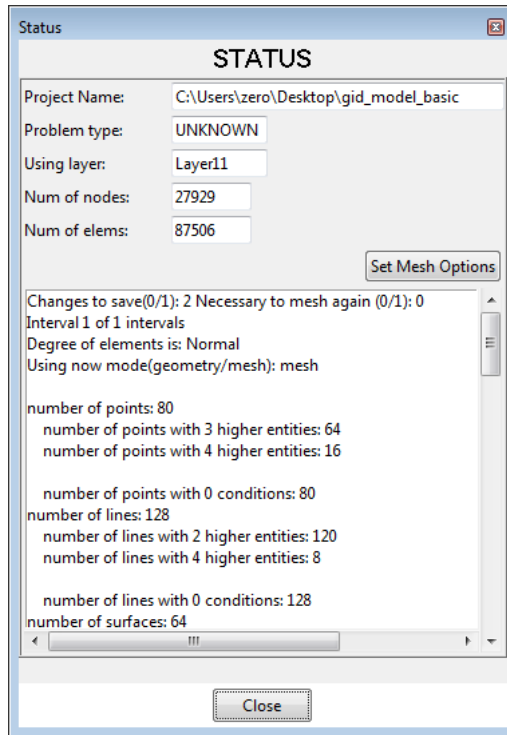 Status
STATUS
Project Name: C:\Users\zero\Desktop\gid_model_basic
Problem type: UNKNOWN
Using layer: Layer11
Num of nodes: 27929
Num of elems: 87506
Set Mesh Options
Changes to save(0/1): 2 Necessary to mesh again (0/1): 0
Interval 1 of 1 intervals
Degree of elements is: Normal
Using now mode(geometry/mesh): mesh
number of points: 80
number of points with 3 higher entities: 64
number of points with 4 higher entities: 16
number of points with 0 conditions: 80
number of lines: 128
number of lines with 2 higher entities: 120
number of lines with 4 higher entities: 8
number of lines with 0 conditions: 128
number of surfaces: 64
Close